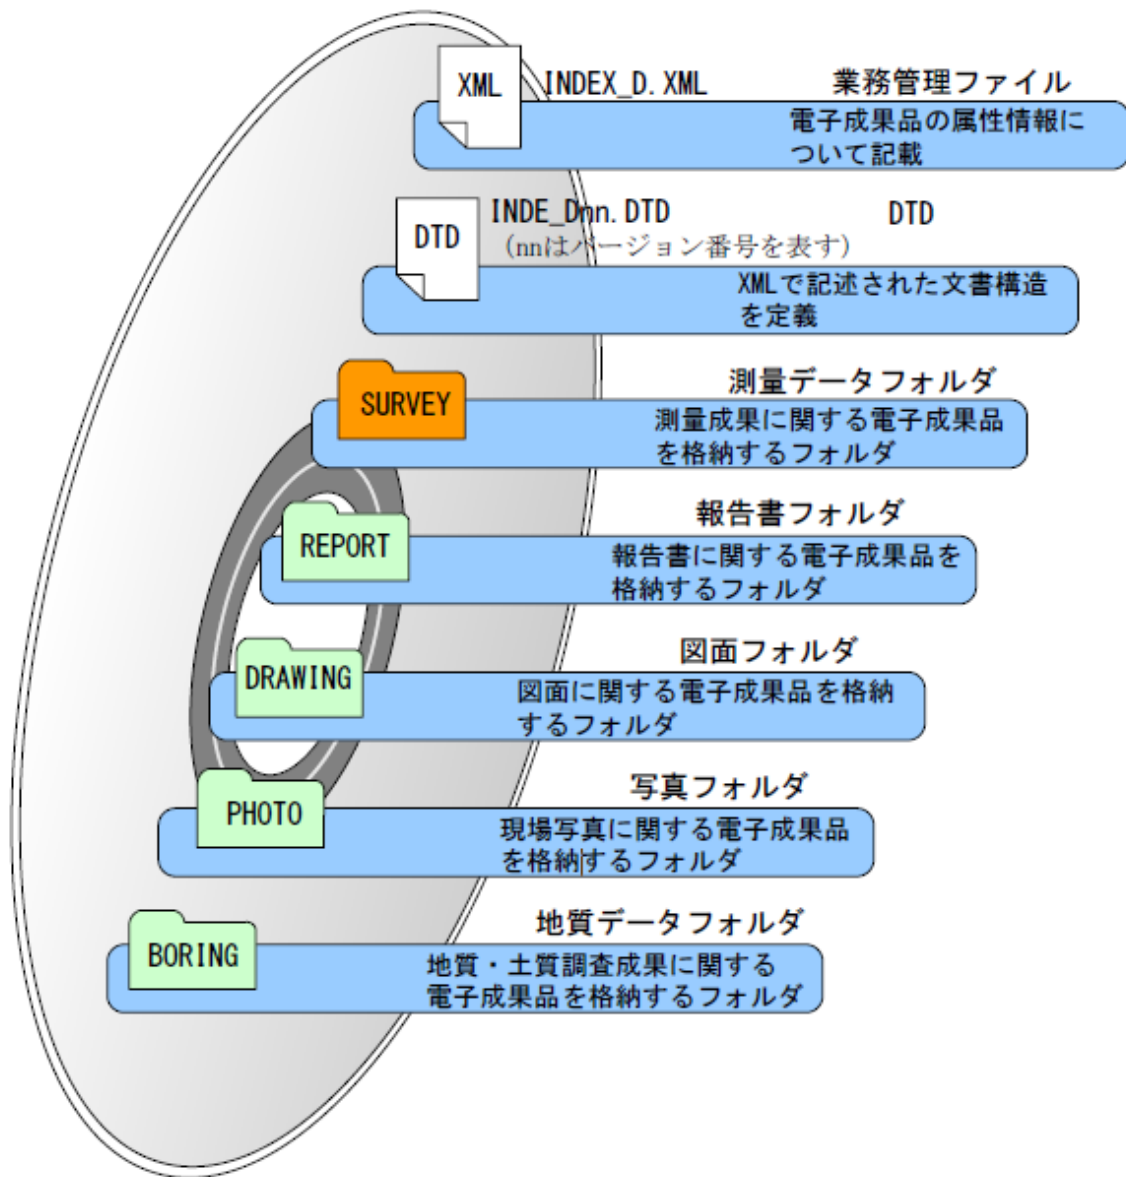 XML INDEX_D.XML 業務管理ファイル
電子成果品の属性情報に
ついて記載
DTD INDE_Dnn.DTD DTD
(nnはバージョン番号を表す)
XMLで記述された文書構造
を定義
測量データフォルダ
SURVEY
測量成果に関する電子成果品
を格納するフォルダ
報告書フォルダ
REPORT
報告書に関する電子成果品を
格納するフォルダ
図面フォルダ
DRAWING
図面に関する電子成果品を格納
するフォルダ
写真フォルダ
PHOTO
現場写真に関する電子成果品
を格納するフォルダ
地質データフォルダ
BORING
地質・土質調査成果に関する
電子成果品を格納するフォルダ